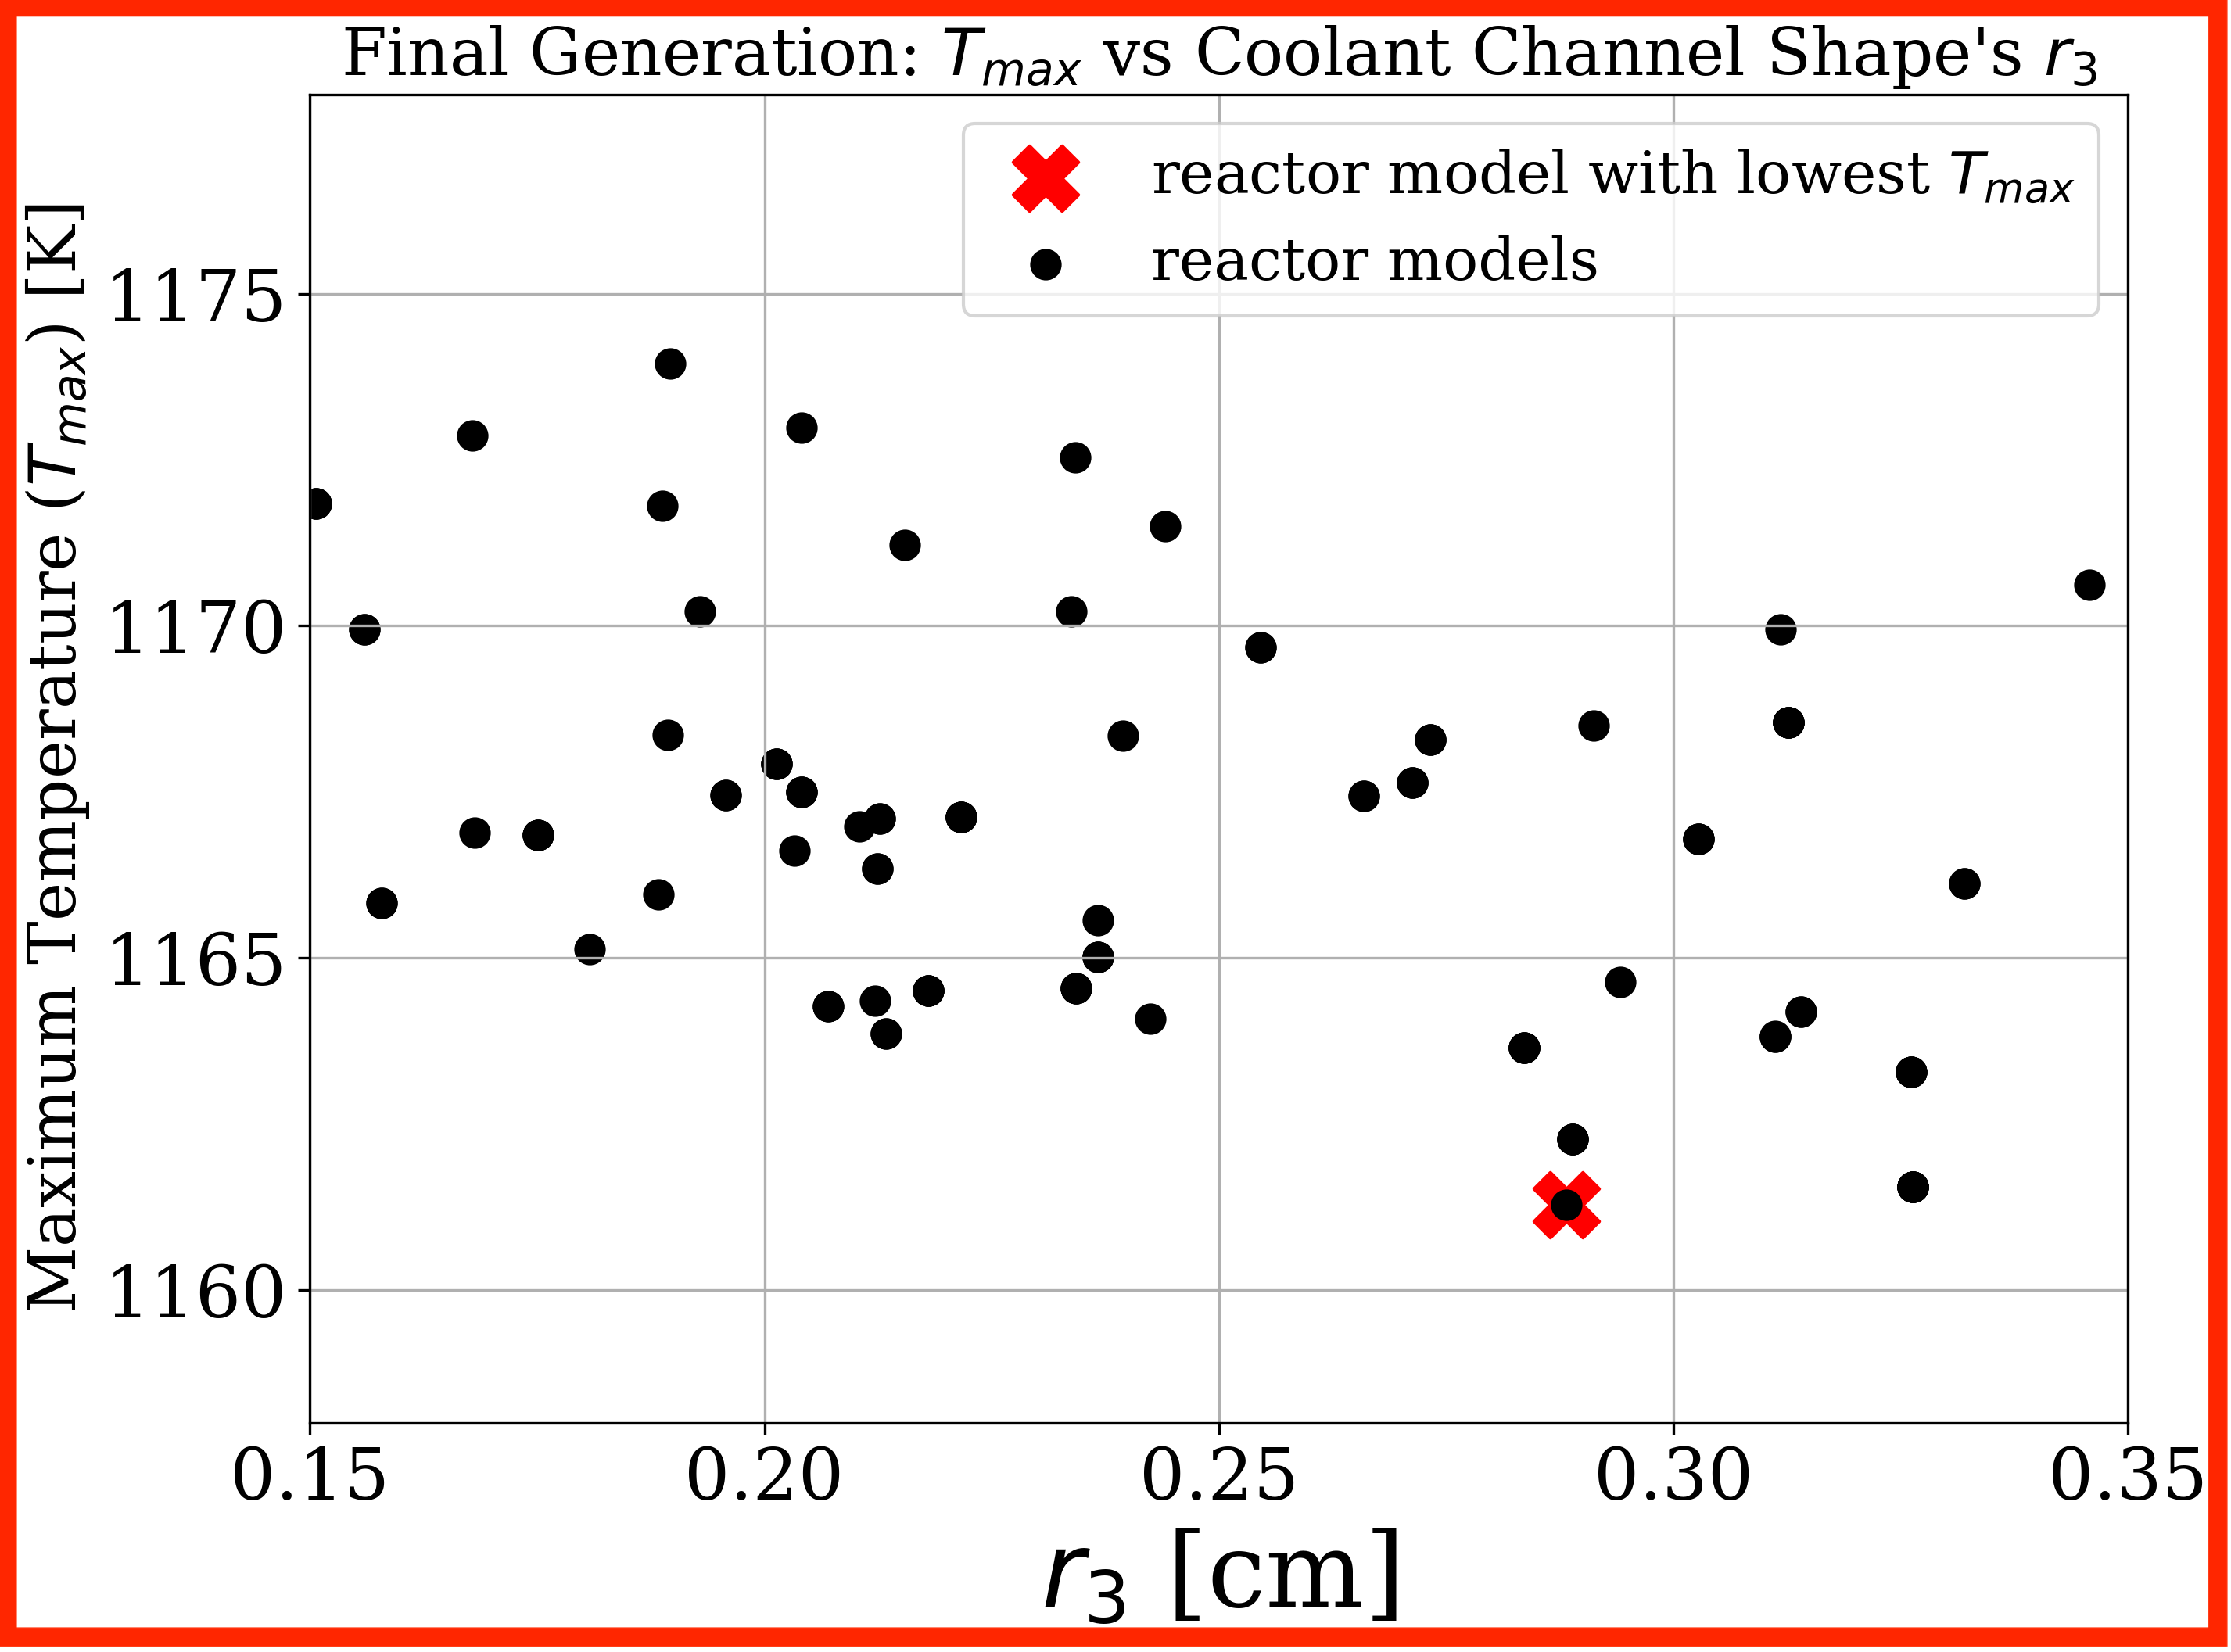 Final Generation: T_max vs Coolant Channel Shape's r_3
reactor model with lowest T_max
reactor models
Maximum Temperature (T_max) [K]
1175
1170
1165
1160
0.15 0.20 0.25 0.30 0.35
r_3 [cm]